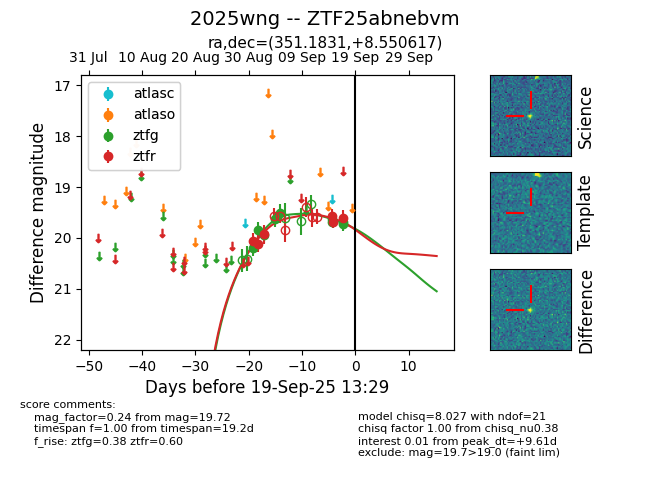 2025wng -- ZTF25abnebvm
ra,dec=(351.1831,+8.550617)
31 Jul 10 Aug 20 Aug 30 Aug 09 Sep 19 Sep 29 Sep
atlasc
atlaso
ztfg
ztfr
17
18
19
20
21
22
Difference magnitude
−50 −40 −30 −20 −10 0 10
Days before 19-Sep-25 13:29
Science
Template
Difference
score comments:
mag_factor=0.24 from mag=19.72
timespan f=1.00 from timespan=19.2d
f_rise: ztfg=0.38 ztfr=0.60
model chisq=8.027 with ndof=21
chisq factor 1.00 from chisq_nu0.38
interest 0.01 from peak_dt=+9.61d
exclude: mag=19.7>19.0 (faint lim)